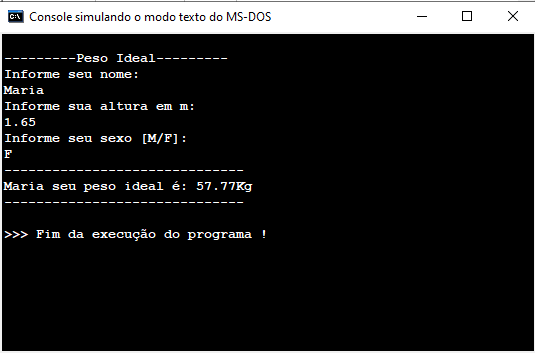 Console simulando o modo texto do MS-DOS
---------Peso Ideal---------
Informe seu nome:
Maria
Informe sua altura em m:
1.65
Informe seu sexo [M/F]:
F
------------------------------
Maria seu peso ideal é: 57.77Kg
------------------------------
>>> Fim da execução do programa !